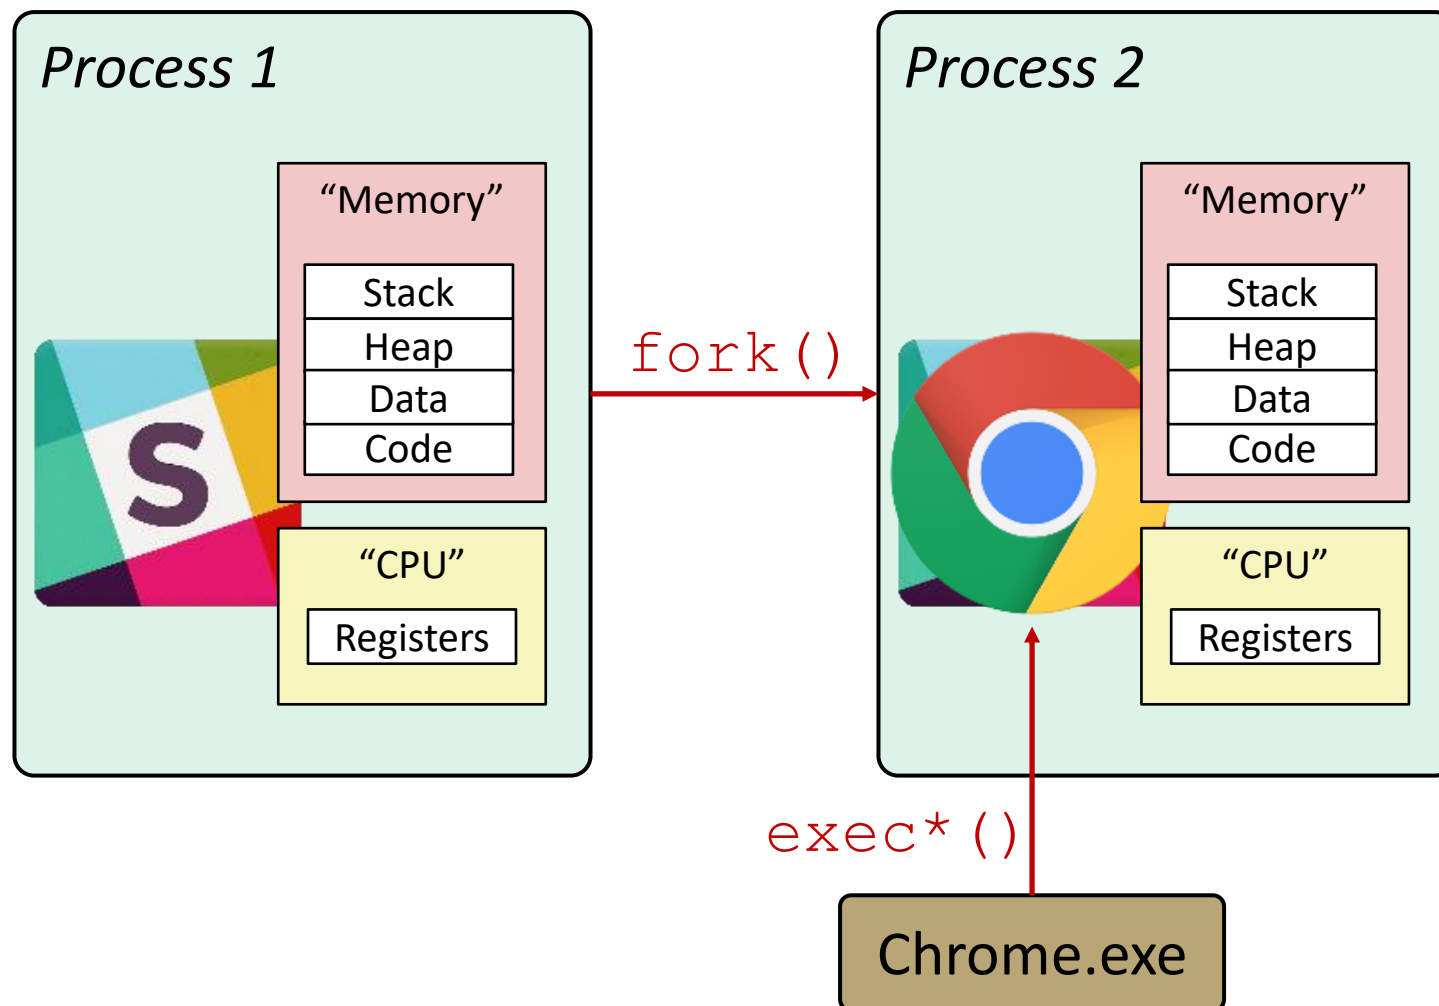 Process 1
“Memory”
Stack
Heap
Data
Code
S
“CPU”
Registers
fork()
Process 2
“Memory”
Stack
Heap
Data
Code
“CPU”
Registers
exec*()
Chrome.exe